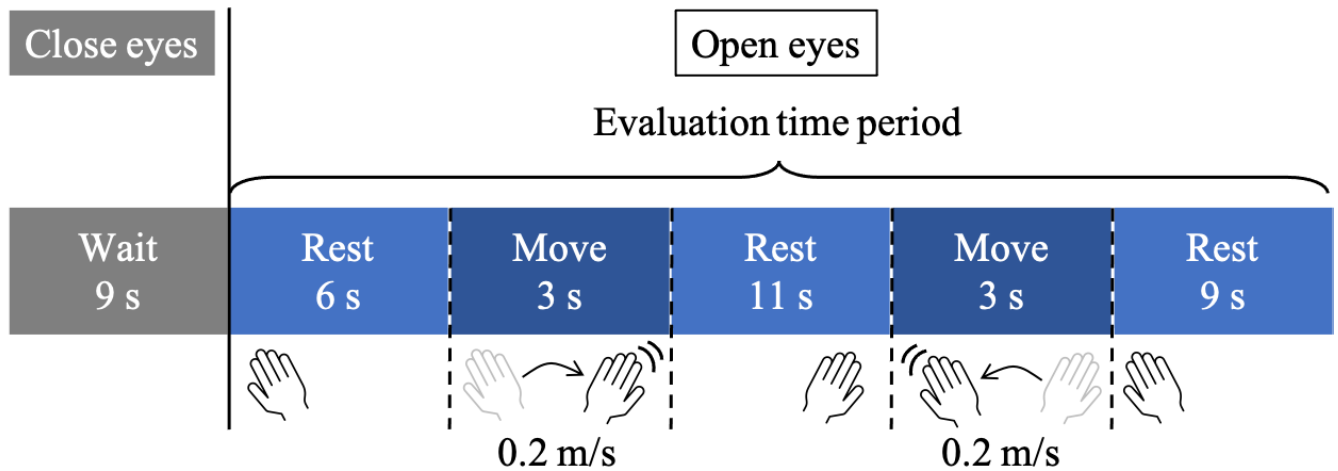 Close eyes
Open eyes
Evaluation time period
Wait
9 s
Rest
6 s
Move
3 s
Rest
11 s
Move
3 s
Rest
9 s
0.2 m/s
0.2 m/s